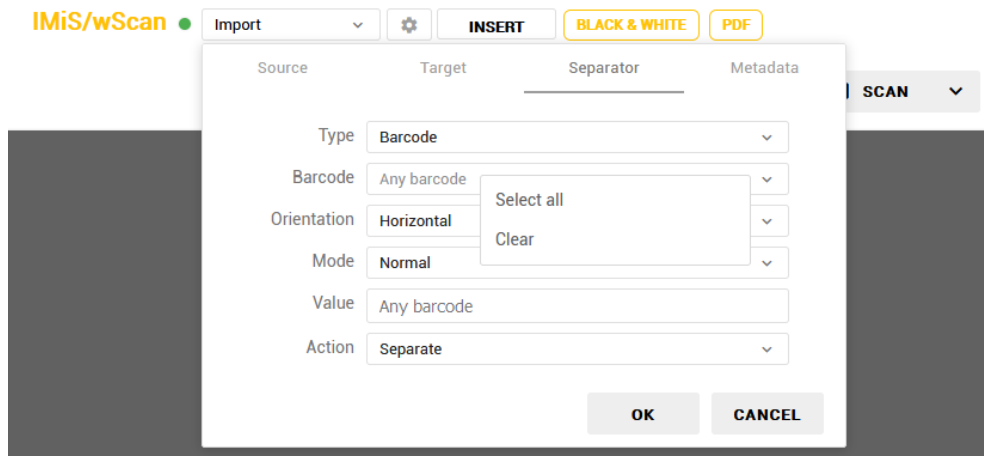 IMiS/wScan Import INSERT BLACK & WHITE PDF
Source Target Separator Metadata
SCAN
Type Barcode
Barcode Any barcode
Select all
Orientation Horizontal
Clear
Mode Normal
Value Any barcode
Action Separate
OK CANCEL